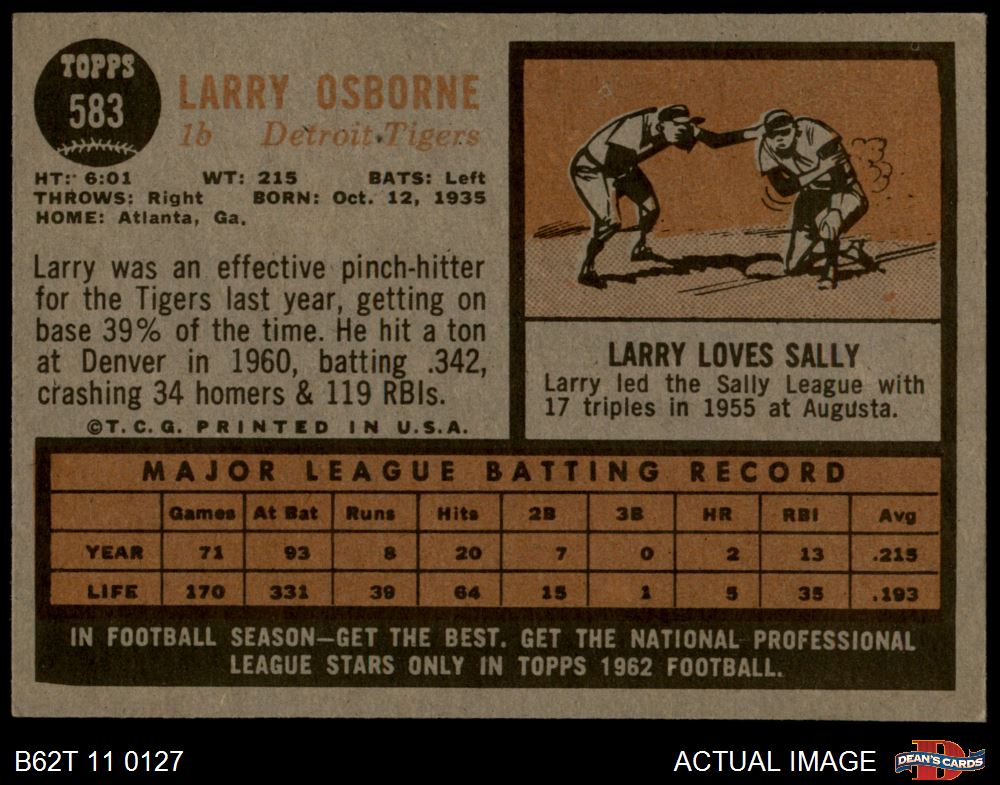 TOPPS
583
LARRY OSBORNE
1b Detroit Tigers
HT: 6:01 WT: 215 BATS: Left
THROWS: Right BORN: Oct. 12, 1935
HOME: Atlanta, Ga.
Larry was an effective pinch-hitter
for the Tigers last year, getting on
base 39% of the time. He hit a ton
at Denver in 1960, batting .342,
crashing 34 homers & 119 RBIs.
©T. C. G. PRINTED IN U.S.A.
LARRY LOVES SALLY
Larry led the Sally League with
17 triples in 1955 at Augusta.
MAJOR LEAGUE BATTING RECORD
Games At Bat Runs Hits 2B 3B HR RBI Avg
YEAR 71 93 8 20 7 0 2 13 .215
LIFE 170 331 39 64 15 1 5 35 .193
IN FOOTBALL SEASON—GET THE BEST. GET THE NATIONAL PROFESSIONAL
LEAGUE STARS ONLY IN TOPPS 1962 FOOTBALL.
B62T 11 0127 ACTUAL IMAGE
DEAN'S CARDS